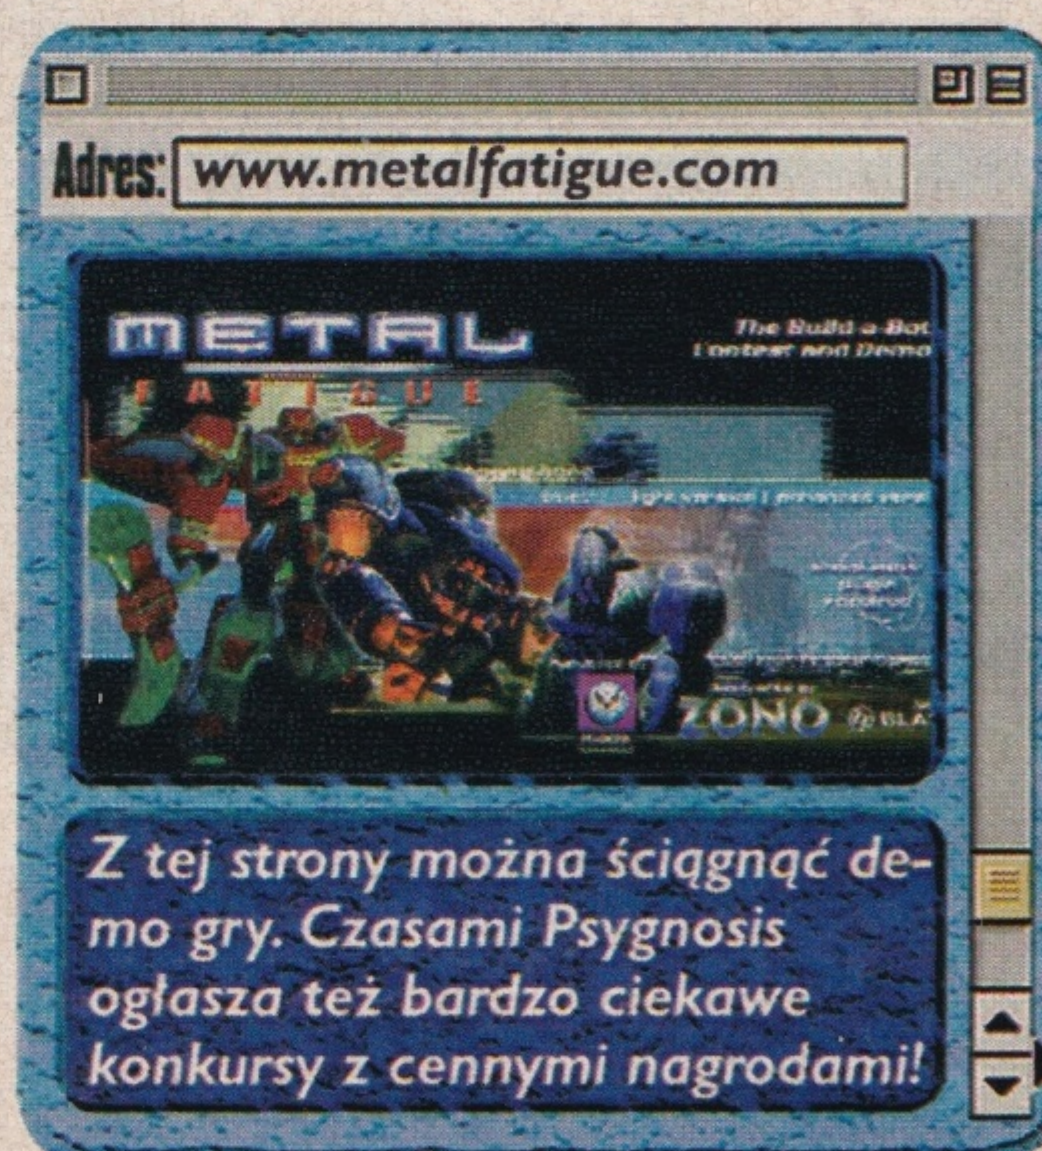 Adres: www.metalfatigue.com
METAL
FATIGUE
The Build-a-Bot
Contest and Demo
ZONO
Z tej strony można ściągnąć de-
mo gry. Czasami Psygnosis
ogłasza też bardzo ciekawe
konkursy z cennymi nagrodami!